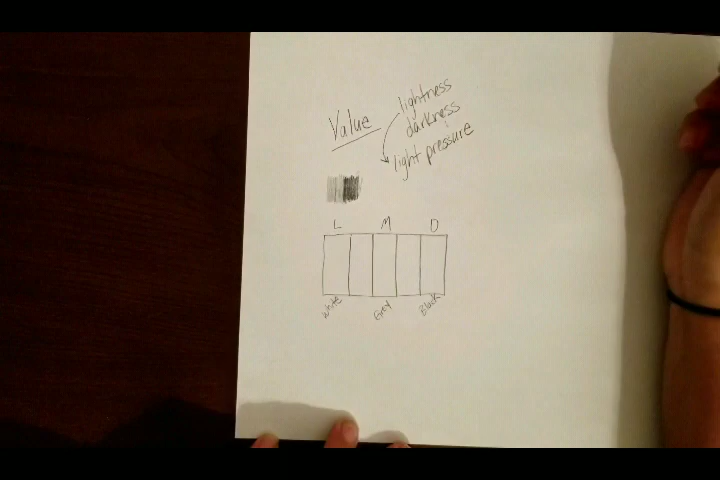 Value
lightness
darkness
light pressure
L M D
White Grey Black